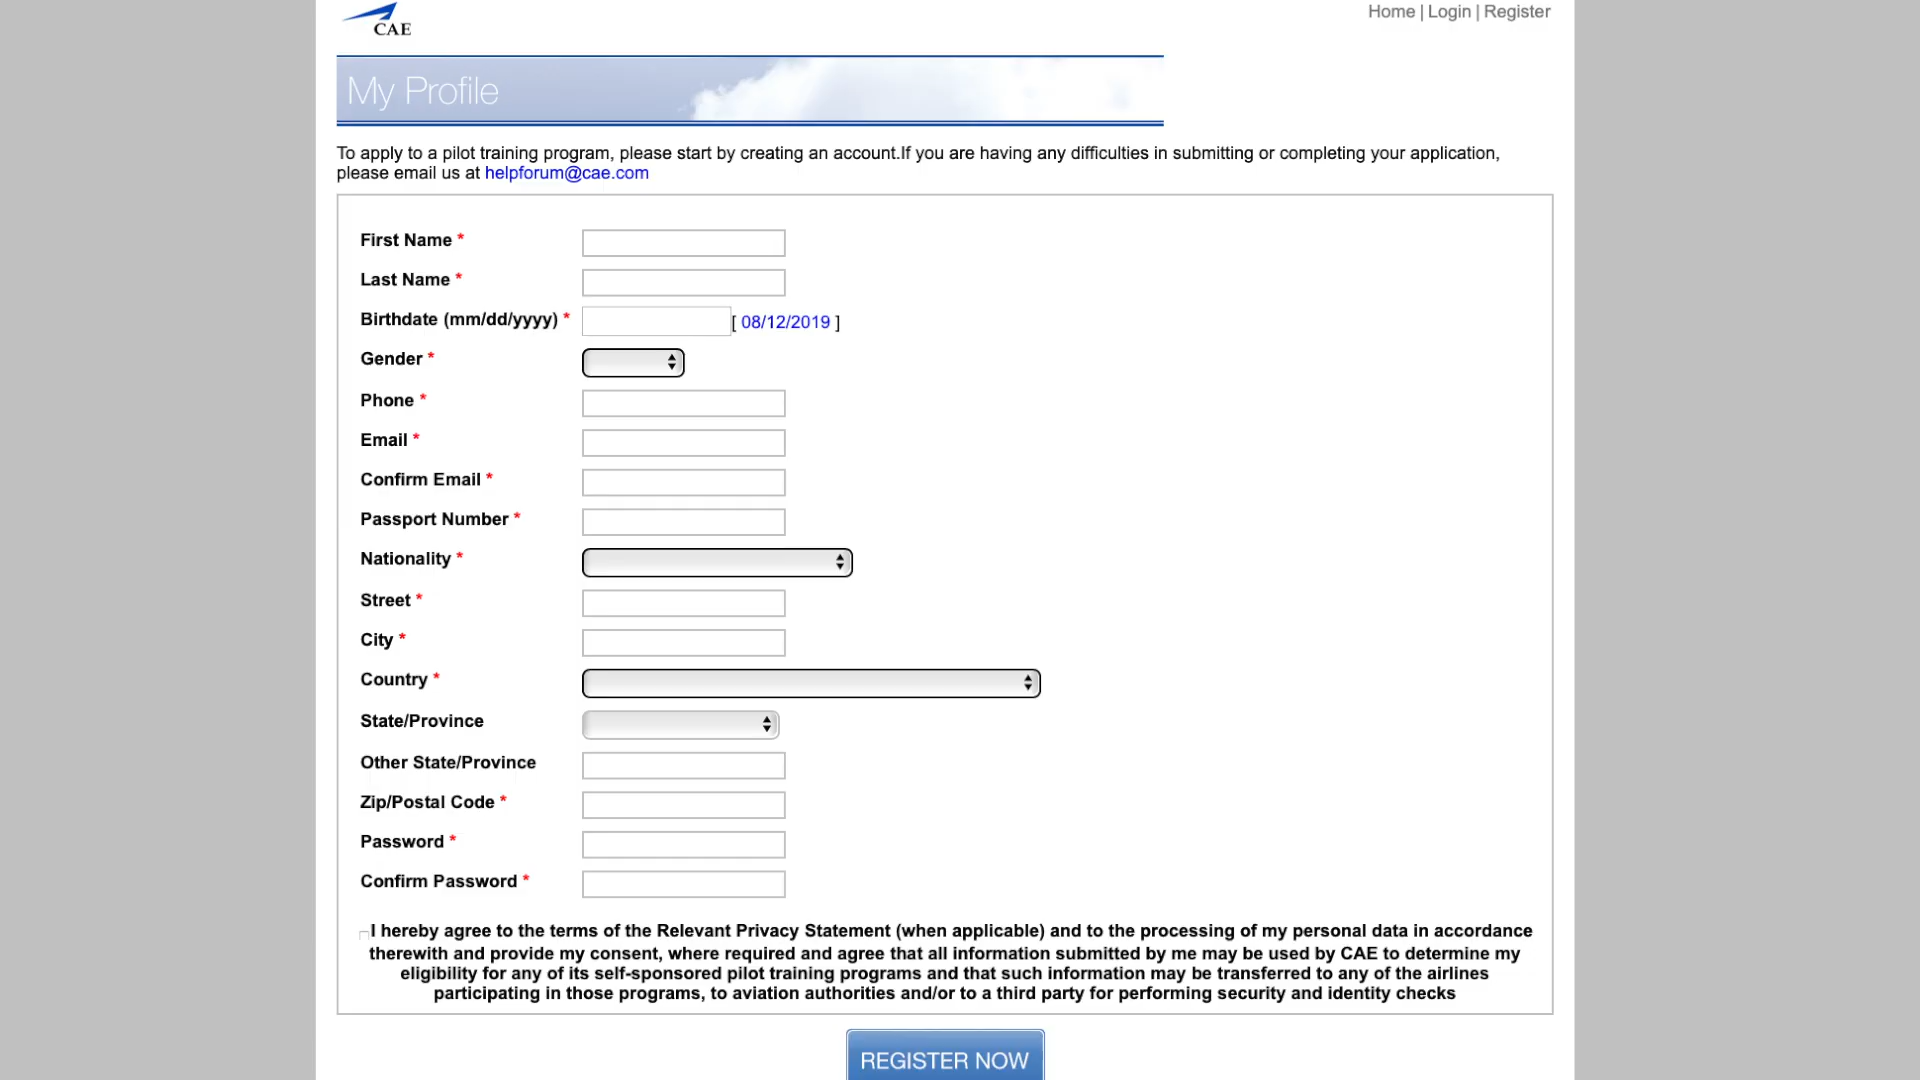 CAE
Home | Login | Register
My Profile
To apply to a pilot training program, please start by creating an account.If you are having any difficulties in submitting or completing your application,
please email us at helpforum@cae.com
First Name *
Last Name *
Birthdate (mm/dd/yyyy) * [ 08/12/2019 ]
Gender *
Phone *
Email *
Confirm Email *
Passport Number *
Nationality *
Street *
City *
Country *
State/Province
Other State/Province
Zip/Postal Code *
Password *
Confirm Password *
I hereby agree to the terms of the Relevant Privacy Statement (when applicable) and to the processing of my personal data in accordance
therewith and provide my consent, where required and agree that all information submitted by me may be used by CAE to determine my
eligibility for any of its self-sponsored pilot training programs and that such information may be transferred to any of the airlines
participating in those programs, to aviation authorities and/or to a third party for performing security and identity checks
REGISTER NOW